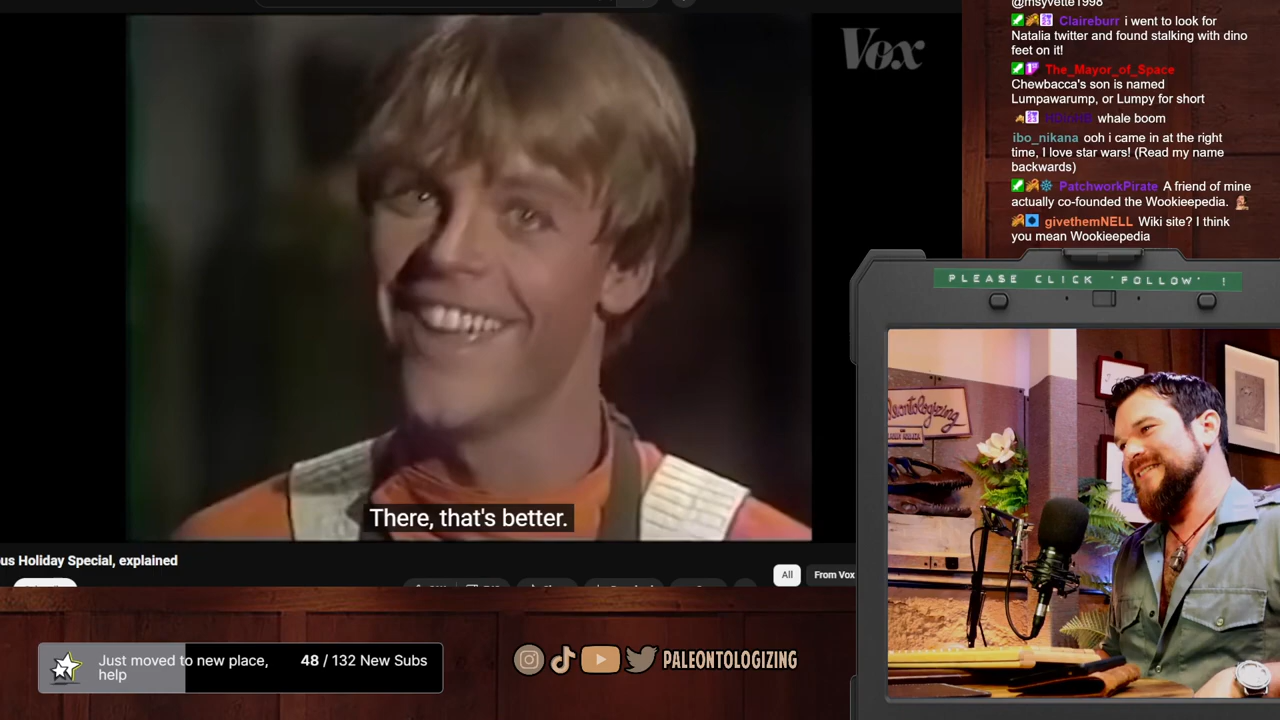 Vox
@msyvette1998
Claireburr i went to look for
Natalia twitter and found stalking with dino
feet on it!
The_Mayor_of_Space
Chewbacca's son is named
Lumpawarump, or Lumpy for short
whale boom
ibo_nikana ooh i came in at the right
time, I love star wars! (Read my name
backwards)
PatchworkPirate A friend of mine
actually co-founded the Wookieepedia.
givethemNELL Wiki site? I think
you mean Wookieepedia
PLEASE CLICK "FOLLOW" !
There, that's better.
us Holiday Special, explained
All
From Vox
Just moved to new place,
help
48 / 132 New Subs
PALEONTOLOGIZING